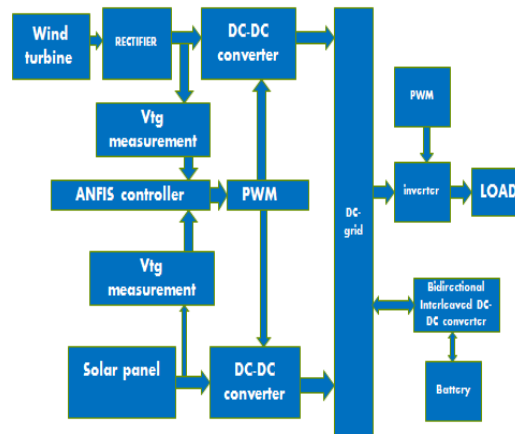 Wind
turbine
RECTIFIER
DC-DC
converter
Vtg
measurement
PWM
ANFIS controller
PWM
DC-
grid
inverter
LOAD
Vtg
measurement
Bidirectional
Interleaved DC-
DC converter
Solar panel
DC-DC
converter
Battery